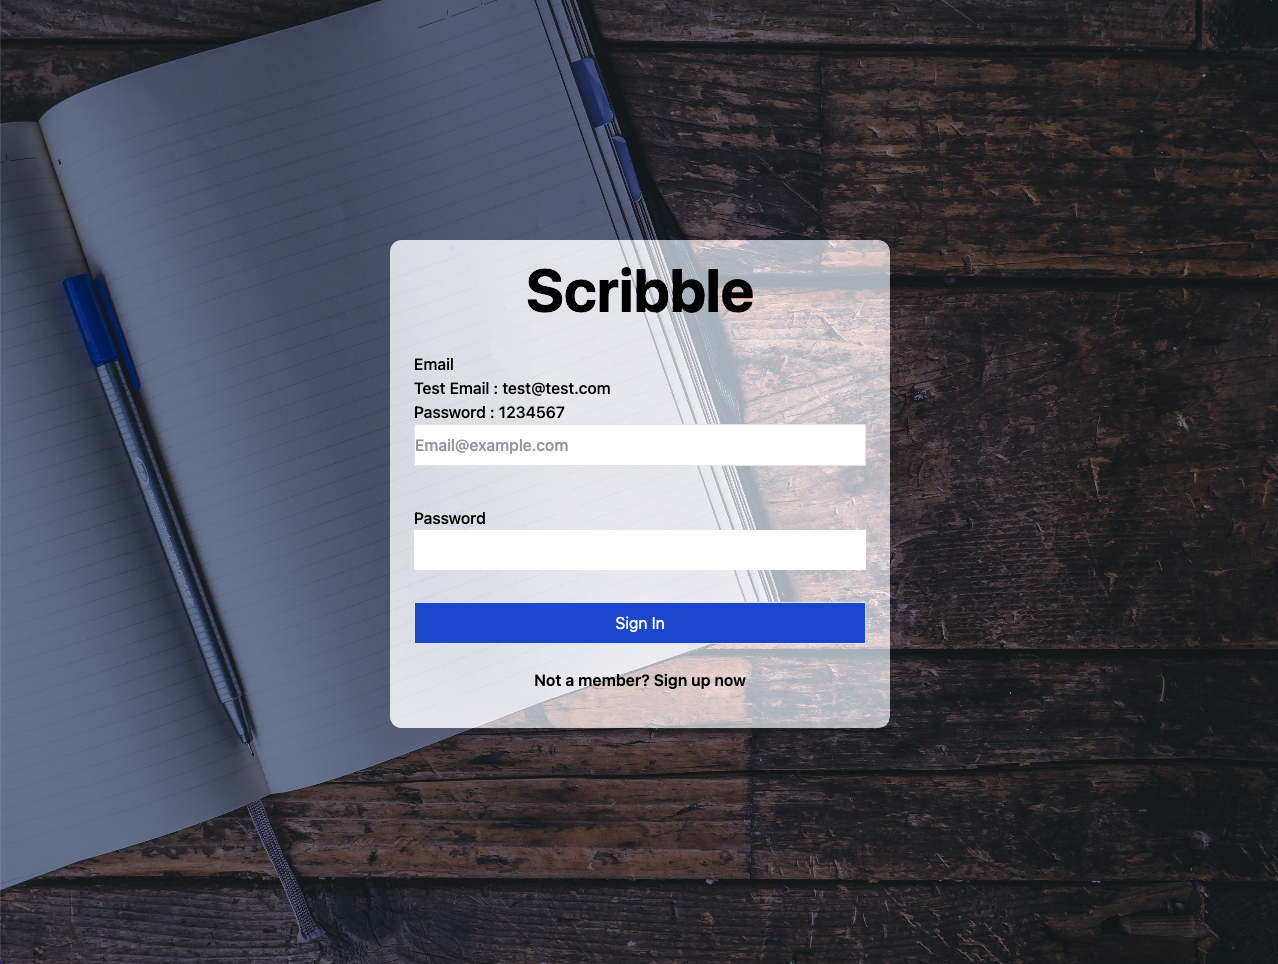 Scribble
Email
Test Email : test@test.com
Password : 1234567
Email@example.com
Password
Sign In
Not a member? Sign up now